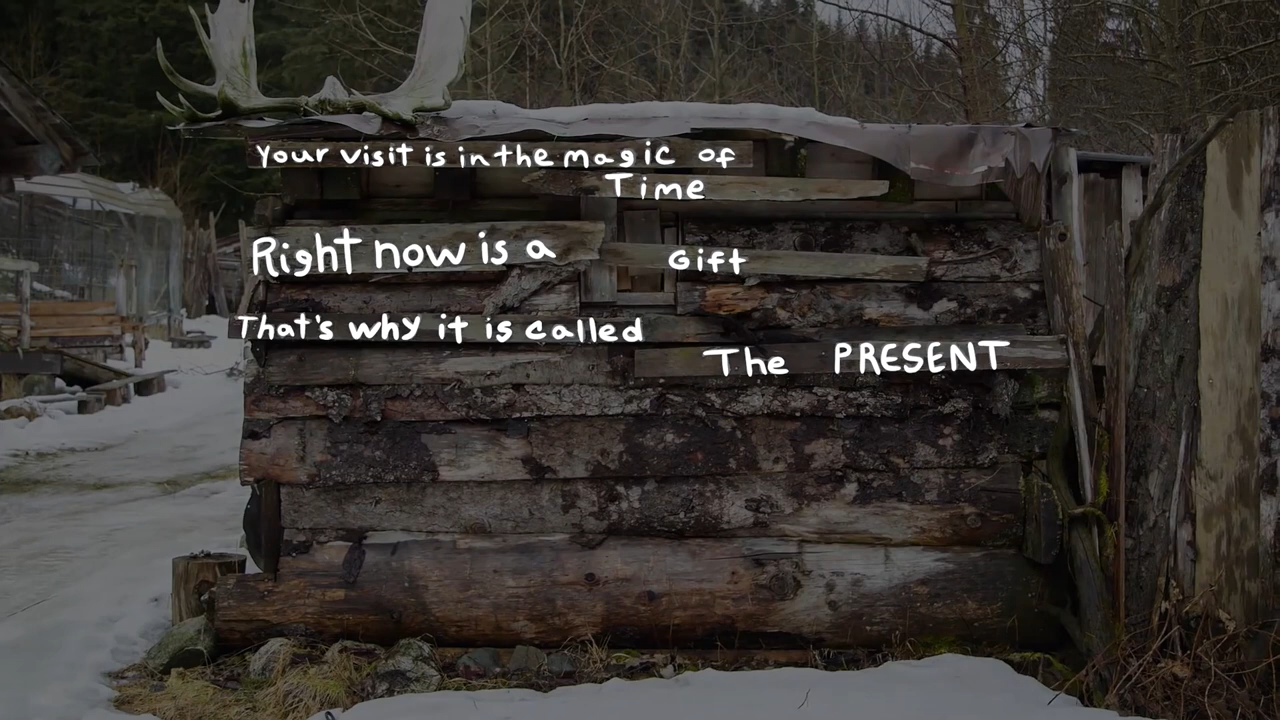 Your visit is in the magic of
Time
Right now is a Gift
That's why it is called
The PRESENT